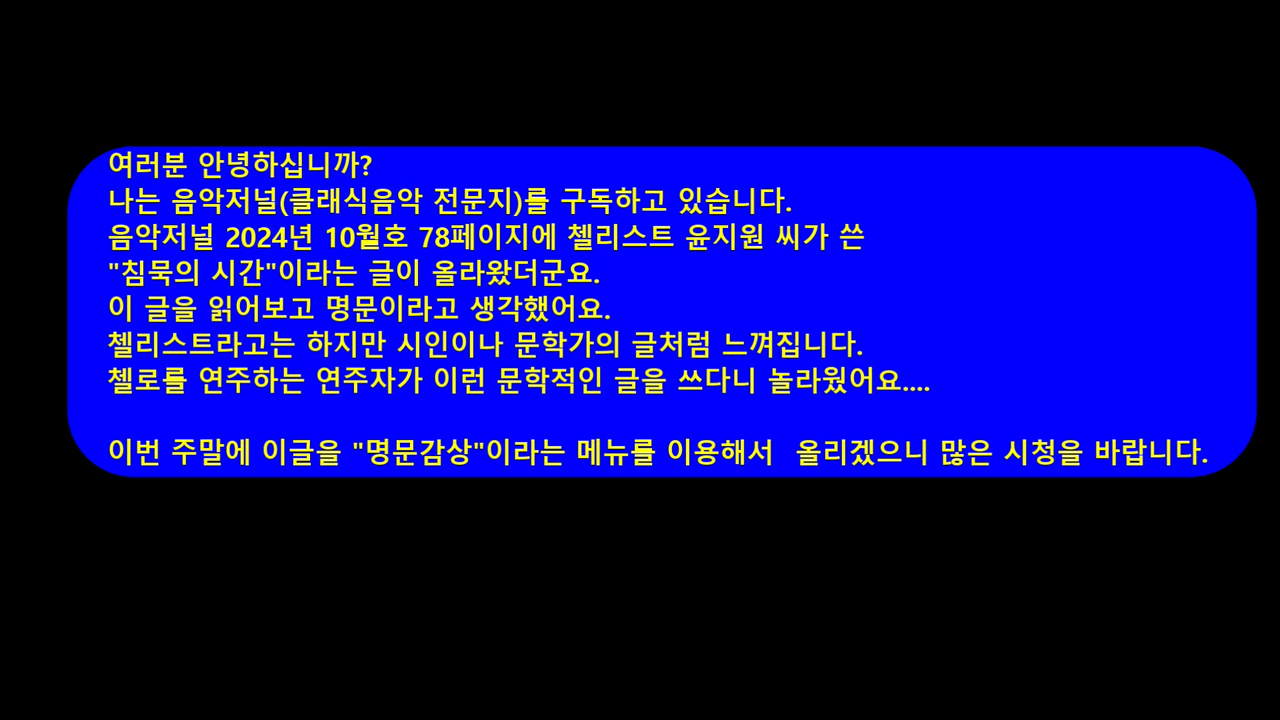 여러분 안녕하십니까?
나는 음악저널(클래식음악 전문지)를 구독하고 있습니다.
음악저널 2024년 10월호 78페이지에 첼리스트 윤지원 씨가 쓴
"침묵의 시간"이라는 글이 올라왔더군요.
이 글을 읽어보고 명문이라고 생각했어요.
첼리스트라고는 하지만 시인이나 문학가의 글처럼 느껴집니다.
첼로를 연주하는 연주자가 이런 문학적인 글을 쓰다니 놀라웠어요....
이번 주말에 이글을 "명문감상"이라는 메뉴를 이용해서  올리겠으니 많은 시청을 바랍니다.